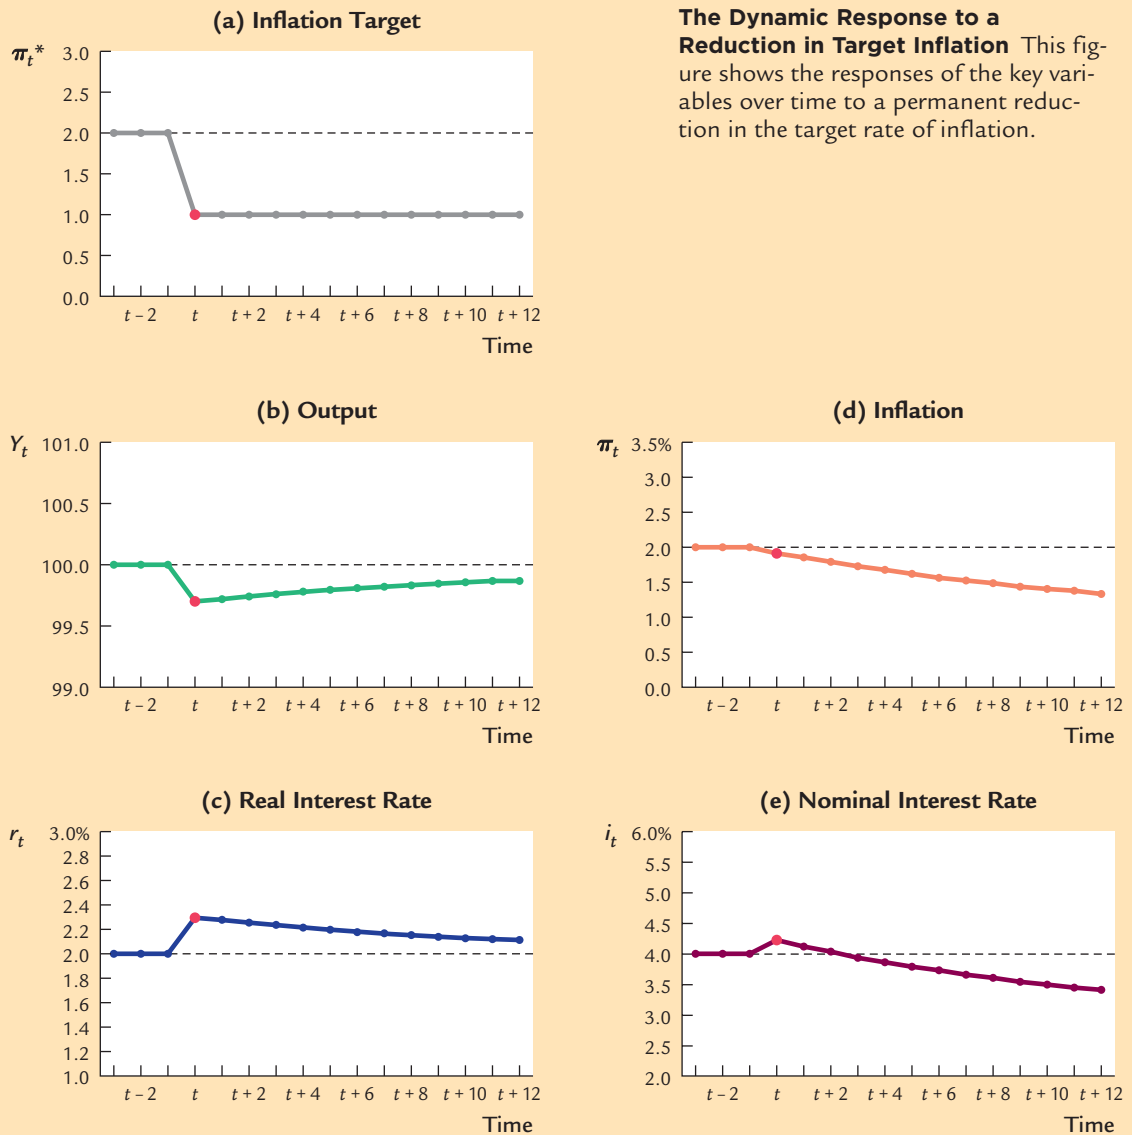 (a) Inflation Target
π_t*
3.0
2.5
2.0
1.5
1.0
0.5
0.0
t – 2 t t + 2 t + 4 t + 6 t + 8 t + 10 t + 12
Time
The Dynamic Response to a
Reduction in Target Inflation This fig-
ure shows the responses of the key vari-
ables over time to a permanent reduc-
tion in the target rate of inflation.
(b) Output
Y_t 101.0
100.5
100.0
99.5
99.0
t – 2 t t + 2 t + 4 t + 6 t + 8 t + 10 t + 12
Time
(d) Inflation
π_t 3.5%
3.0
2.5
2.0
1.5
1.0
0.5
0.0
t – 2 t t + 2 t + 4 t + 6 t + 8 t + 10 t + 12
Time
(c) Real Interest Rate
r_t 3.0%
2.8
2.6
2.4
2.2
2.0
1.8
1.6
1.4
1.2
1.0
t – 2 t t + 2 t + 4 t + 6 t + 8 t + 10 t + 12
Time
(e) Nominal Interest Rate
i_t 6.0%
5.5
5.0
4.5
4.0
3.5
3.0
2.5
2.0
t – 2 t t + 2 t + 4 t + 6 t + 8 t + 10 t + 12
Time